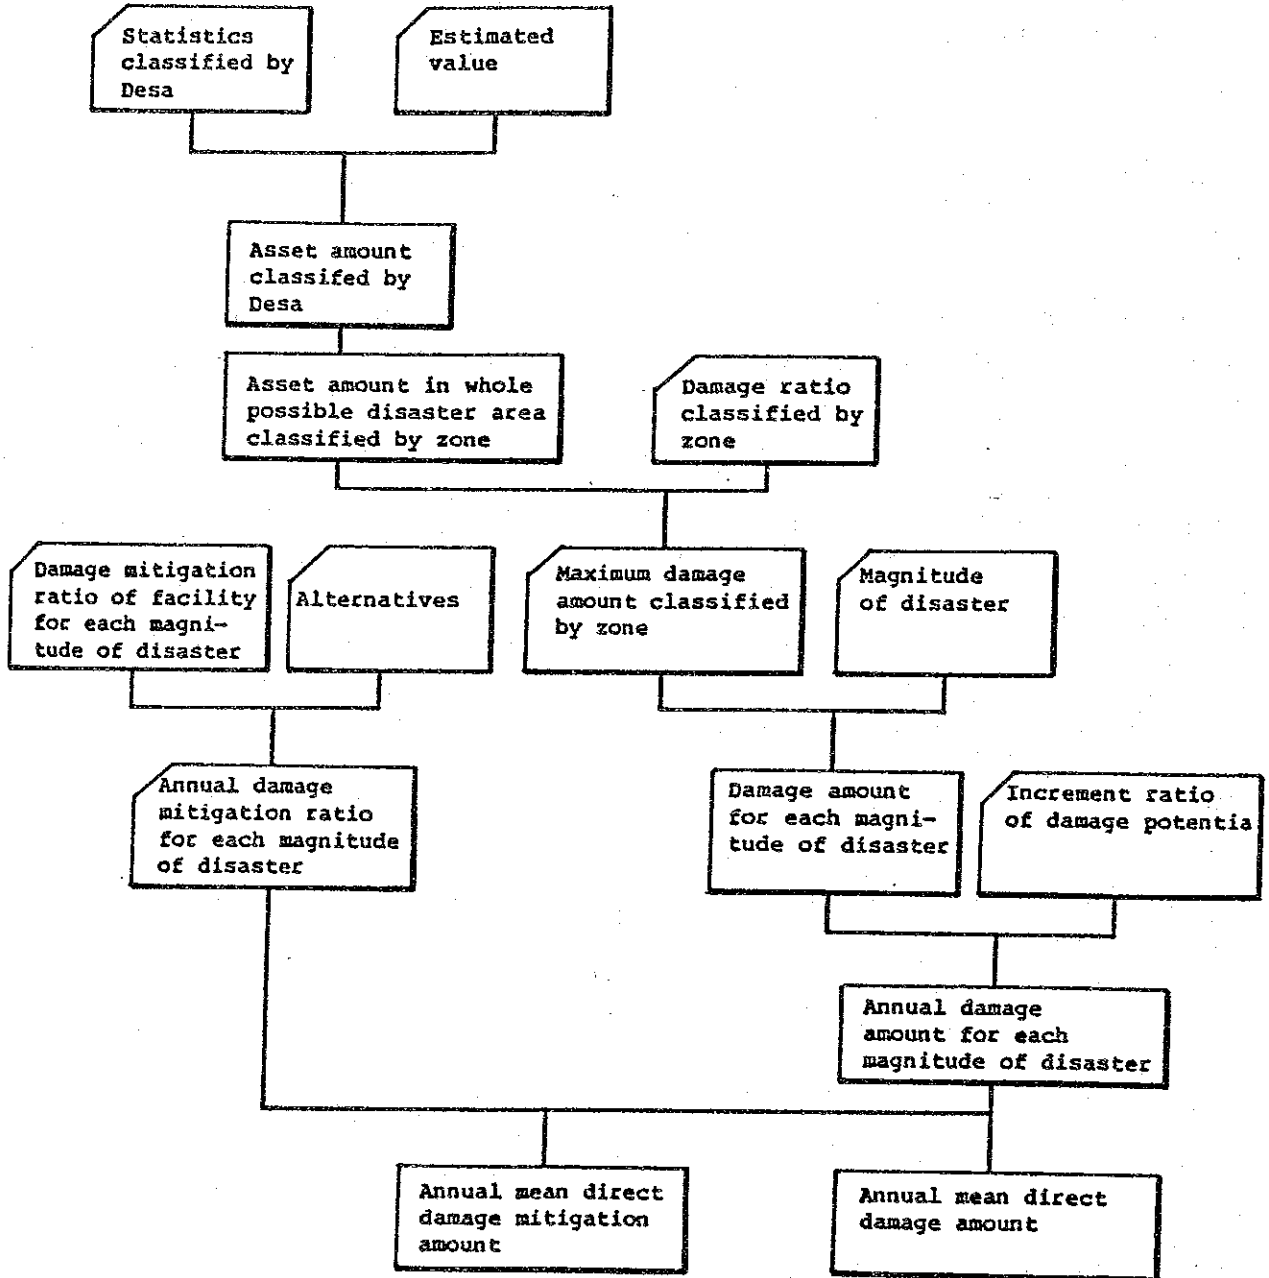 Statistics
classified by
Desa
Estimated
value
Asset amount
classifed by
Desa
Asset amount in whole
possible disaster area
classified by zone
Damage ratio
classified by
zone
Damage mitigation
ratio of facility
for each magni-
tude of disaster
Alternatives
Maximum damage
amount classified
by zone
Magnitude
of disaster
Annual damage
mitigation ratio
for each magnitude
of disaster
Damage amount
for each magni-
tude of disaster
Increment ratio
of damage potentia
Annual damage
amount for each
magnitude of disaster
Annual mean direct
damage mitigation
amount
Annual mean direct
damage amount